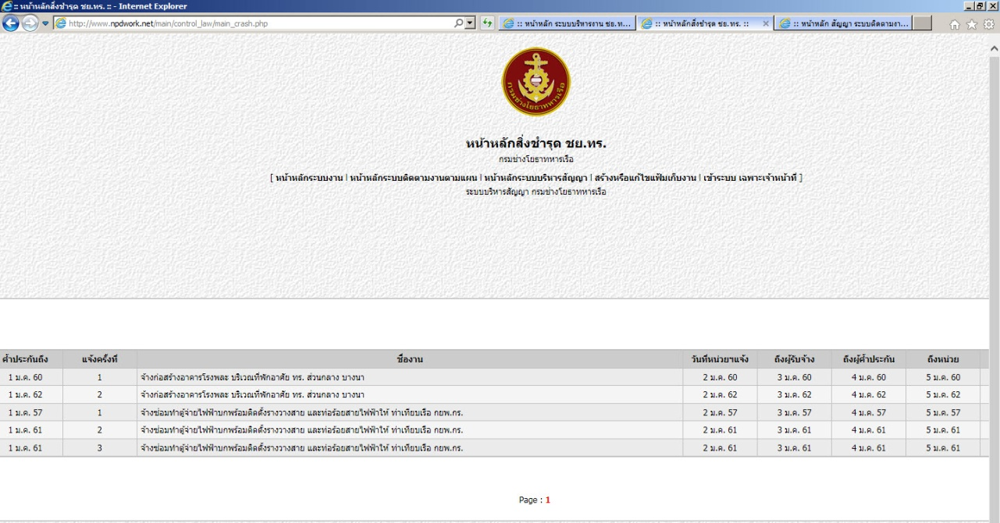 :: หน้าหลักสิ่งชำรุด ชย.ทร. :: - Internet Explorer
http://www.npdwork.net/main/control_law/main_crash.php
:: หน้าหลัก ระบบบริหารงาน ชย.ท...
:: หน้าหลักสิ่งชำรุด ชย.ทร. ::
:: หน้าหลัก สัญญา ระบบติดตามงา...
กรมช่างโยธาทหารเรือ
หน้าหลักสิ่งชำรุด ชย.ทร.
กรมช่างโยธาทหารเรือ
[ หน้าหลักระบบงาน | หน้าหลักระบบติดตามงานตามแผน | หน้าหลักระบบบริหารสัญญา | สร้างหรือแก้ไขแฟ้มเก็บงาน | เข้าระบบ เฉพาะเจ้าหน้าที่ ]
ระบบบริหารสัญญา กรมช่างโยธาทหารเรือ
ค้ำประกันถึง แจ้งครั้งที่ ชื่องาน วันที่หน่วยฯแจ้ง ถึงผู้รับจ้าง ถึงผู้ค้ำประกัน ถึงหน่วย
1 ม.ค. 60 1 จ้างก่อสร้างอาคารโรงพละ บริเวณที่พักอาศัย ทร. ส่วนกลาง บางนา 2 ม.ค. 60 3 ม.ค. 60 4 ม.ค. 60 5 ม.ค. 60
1 ม.ค. 62 2 จ้างก่อสร้างอาคารโรงพละ บริเวณที่พักอาศัย ทร. ส่วนกลาง บางนา 2 ม.ค. 62 3 ม.ค. 62 4 ม.ค. 62 5 ม.ค. 62
1 ม.ค. 57 1 จ้างซ่อมทำตู้จ่ายไฟฟ้าบกพร้อมติดตั้งรางวางสาย และท่อร้อยสายไฟฟ้าให้ ท่าเทียบเรือ กยพ.กร. 2 ม.ค. 57 3 ม.ค. 57 4 ม.ค. 57 5 ม.ค. 57
1 ม.ค. 61 2 จ้างซ่อมทำตู้จ่ายไฟฟ้าบกพร้อมติดตั้งรางวางสาย และท่อร้อยสายไฟฟ้าให้ ท่าเทียบเรือ กยพ.กร. 2 ม.ค. 61 3 ม.ค. 61 4 ม.ค. 61 5 ม.ค. 61
1 ม.ค. 61 3 จ้างซ่อมทำตู้จ่ายไฟฟ้าบกพร้อมติดตั้งรางวางสาย และท่อร้อยสายไฟฟ้าให้ ท่าเทียบเรือ กยพ.กร. 2 ม.ค. 61 3 ม.ค. 61 4 ม.ค. 61 5 ม.ค. 61
Page : 1